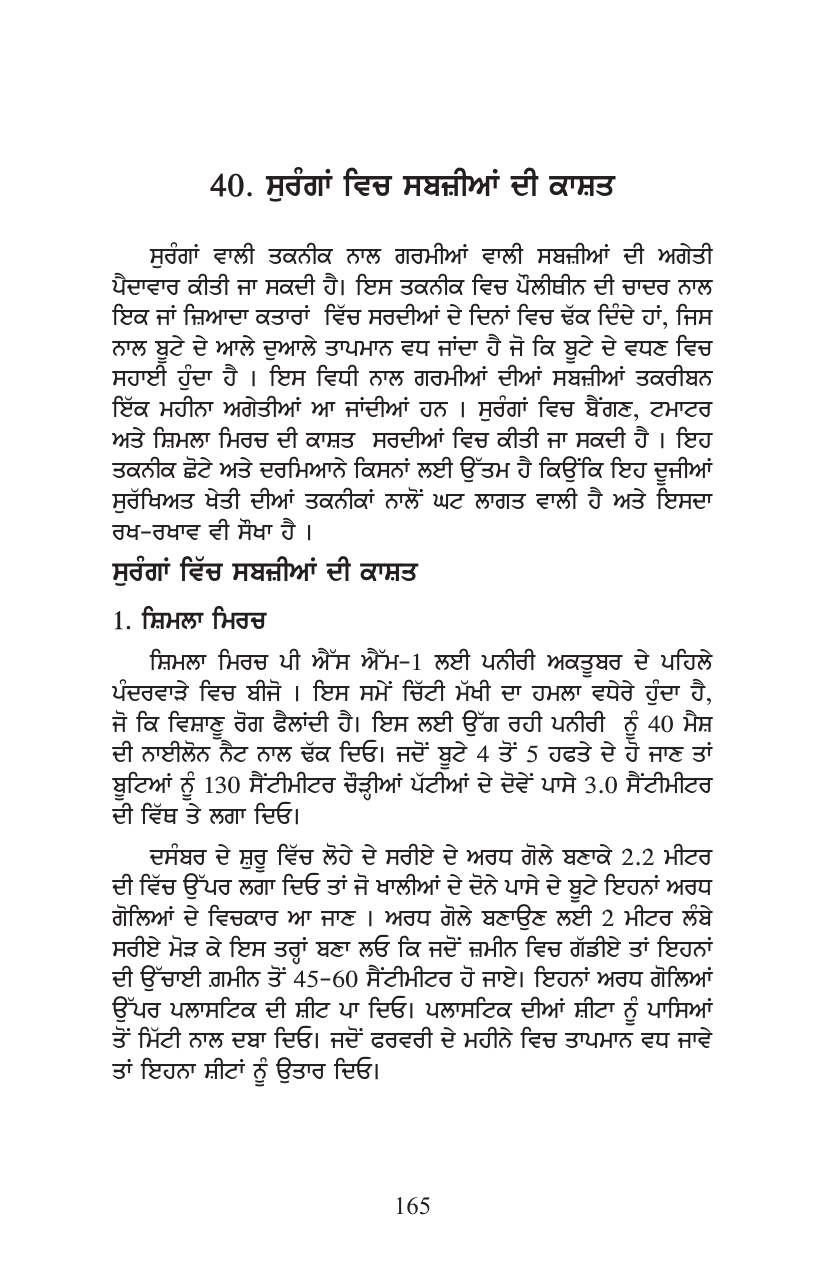 40. ਸੁਰੰਗਾਂ ਵਿਚ ਸਬਜ਼ੀਆਂ ਦੀ ਕਾਸ਼ਤ
ਸੁਰੰਗਾਂ ਵਾਲੀ ਤਕਨੀਕ ਨਾਲ ਗਰਮੀਆਂ ਵਾਲੀ ਸਬਜ਼ੀਆਂ ਦੀ ਅਗੇਤੀ
ਪੈਦਾਵਾਰ ਕੀਤੀ ਜਾ ਸਕਦੀ ਹੈ। ਇਸ ਤਕਨੀਕ ਵਿਚ ਪੌਲੀਥੀਨ ਦੀ ਚਾਦਰ ਨਾਲ
ਇਕ ਜਾਂ ਜ਼ਿਆਦਾ ਕਤਾਰਾਂ ਵਿੱਚ ਸਰਦੀਆਂ ਦੇ ਦਿਨਾਂ ਵਿਚ ਢੱਕ ਦਿੰਦੇ ਹਾਂ, ਜਿਸ
ਨਾਲ ਬੂਟੇ ਦੇ ਆਲੇ ਦੁਆਲੇ ਤਾਪਮਾਨ ਵਧ ਜਾਂਦਾ ਹੈ ਜੋ ਕਿ ਬੂਟੇ ਦੇ ਵਧਣ ਵਿਚ
ਸਹਾਈ ਹੁੰਦਾ ਹੈ । ਇਸ ਵਿਧੀ ਨਾਲ ਗਰਮੀਆਂ ਦੀਆਂ ਸਬਜ਼ੀਆਂ ਤਕਰੀਬਨ
ਇੱਕ ਮਹੀਨਾ ਅਗੇਤੀਆਂ ਆ ਜਾਂਦੀਆਂ ਹਨ । ਸੁਰੰਗਾਂ ਵਿਚ ਬੈਂਗਣ, ਟਮਾਟਰ
ਅਤੇ ਸ਼ਿਮਲਾ ਮਿਰਚ ਦੀ ਕਾਸ਼ਤ ਸਰਦੀਆਂ ਵਿਚ ਕੀਤੀ ਜਾ ਸਕਦੀ ਹੈ । ਇਹ
ਤਕਨੀਕ ਛੋਟੇ ਅਤੇ ਦਰਮਿਆਨੇ ਕਿਸਨਾਂ ਲਈ ਉੱਤਮ ਹੈ ਕਿਉਂਕਿ ਇਹ ਦੂਜੀਆਂ
ਸੁਰੱਖਿਅਤ ਖੇਤੀ ਦੀਆਂ ਤਕਨੀਕਾਂ ਨਾਲੋਂ ਘਟ ਲਾਗਤ ਵਾਲੀ ਹੈ ਅਤੇ ਇਸਦਾ
ਰਖ-ਰਖਾਵ ਵੀ ਸੌਖਾ ਹੈ ।
ਸੁਰੰਗਾਂ ਵਿੱਚ ਸਬਜ਼ੀਆਂ ਦੀ ਕਾਸ਼ਤ
1. ਸ਼ਿਮਲਾ ਮਿਰਚ
ਸ਼ਿਮਲਾ ਮਿਰਚ ਪੀ ਐੱਸ ਐੱਮ-1 ਲਈ ਪਨੀਰੀ ਅਕਤੂਬਰ ਦੇ ਪਹਿਲੇ
ਪੰਦਰਵਾੜੇ ਵਿਚ ਬੀਜੋ । ਇਸ ਸਮੇਂ ਚਿੱਟੀ ਮੱਖੀ ਦਾ ਹਮਲਾ ਵਧੇਰੇ ਹੁੰਦਾ ਹੈ,
ਜੋ ਕਿ ਵਿਸ਼ਾਣੂ ਰੋਗ ਫੈਲਾਂਦੀ ਹੈ। ਇਸ ਲਈ ਉੱਗ ਰਹੀ ਪਨੀਰੀ ਨੂੰ 40 ਮੈਸ਼
ਦੀ ਨਾਈਲੋਨ ਨੈਟ ਨਾਲ ਢੱਕ ਦਿਓ। ਜਦੋਂ ਬੂਟੇ 4 ਤੋਂ 5 ਹਫਤੇ ਦੇ ਹੋ ਜਾਣ ਤਾਂ
ਬੂਟਿਆਂ ਨੂੰ 130 ਸੈਂਟੀਮੀਟਰ ਚੌੜ੍ਹੀਆਂ ਪੱਟੀਆਂ ਦੇ ਦੋਵੇਂ ਪਾਸੇ 3.0 ਸੈਂਟੀਮੀਟਰ
ਦੀ ਵਿੱਥ ਤੇ ਲਗਾ ਦਿਓ।
ਦਸੰਬਰ ਦੇ ਸ਼ੁਰੂ ਵਿੱਚ ਲੋਹੇ ਦੇ ਸਰੀਏ ਦੇ ਅਰਧ ਗੋਲੇ ਬਣਾਕੇ 2.2 ਮੀਟਰ
ਦੀ ਵਿੱਚ ਉੱਪਰ ਲਗਾ ਦਿਓ ਤਾਂ ਜੋ ਖਾਲੀਆਂ ਦੇ ਦੋਨੇ ਪਾਸੇ ਦੇ ਬੂਟੇ ਇਹਨਾਂ ਅਰਧ
ਗੋਲਿਆਂ ਦੇ ਵਿਚਕਾਰ ਆ ਜਾਣ । ਅਰਧ ਗੋਲੇ ਬਣਾਉਣ ਲਈ 2 ਮੀਟਰ ਲੰਬੇ
ਸਰੀਏ ਮੋੜ ਕੇ ਇਸ ਤਰ੍ਹਾਂ ਬਣਾ ਲਓ ਕਿ ਜਦੋਂ ਜ਼ਮੀਨ ਵਿਚ ਗੱਡੀਏ ਤਾਂ ਇਹਨਾਂ
ਦੀ ਉੱਚਾਈ ਗ਼ਮੀਨ ਤੋਂ 45-60 ਸੈਂਟੀਮੀਟਰ ਹੋ ਜਾਏ। ਇਹਨਾਂ ਅਰਧ ਗੋਲਿਆਂ
ਉੱਪਰ ਪਲਾਸਟਿਕ ਦੀ ਸ਼ੀਟ ਪਾ ਦਿਓ। ਪਲਾਸਟਿਕ ਦੀਆਂ ਸ਼ੀਟਾ ਨੂੰ ਪਾਸਿਆਂ
ਤੋਂ ਮਿੱਟੀ ਨਾਲ ਦਬਾ ਦਿਓ। ਜਦੋਂ ਫਰਵਰੀ ਦੇ ਮਹੀਨੇ ਵਿਚ ਤਾਪਮਾਨ ਵਧ ਜਾਵੇ
ਤਾਂ ਇਹਨਾ ਸ਼ੀਟਾਂ ਨੂੰ ਉਤਾਰ ਦਿਓ।
165